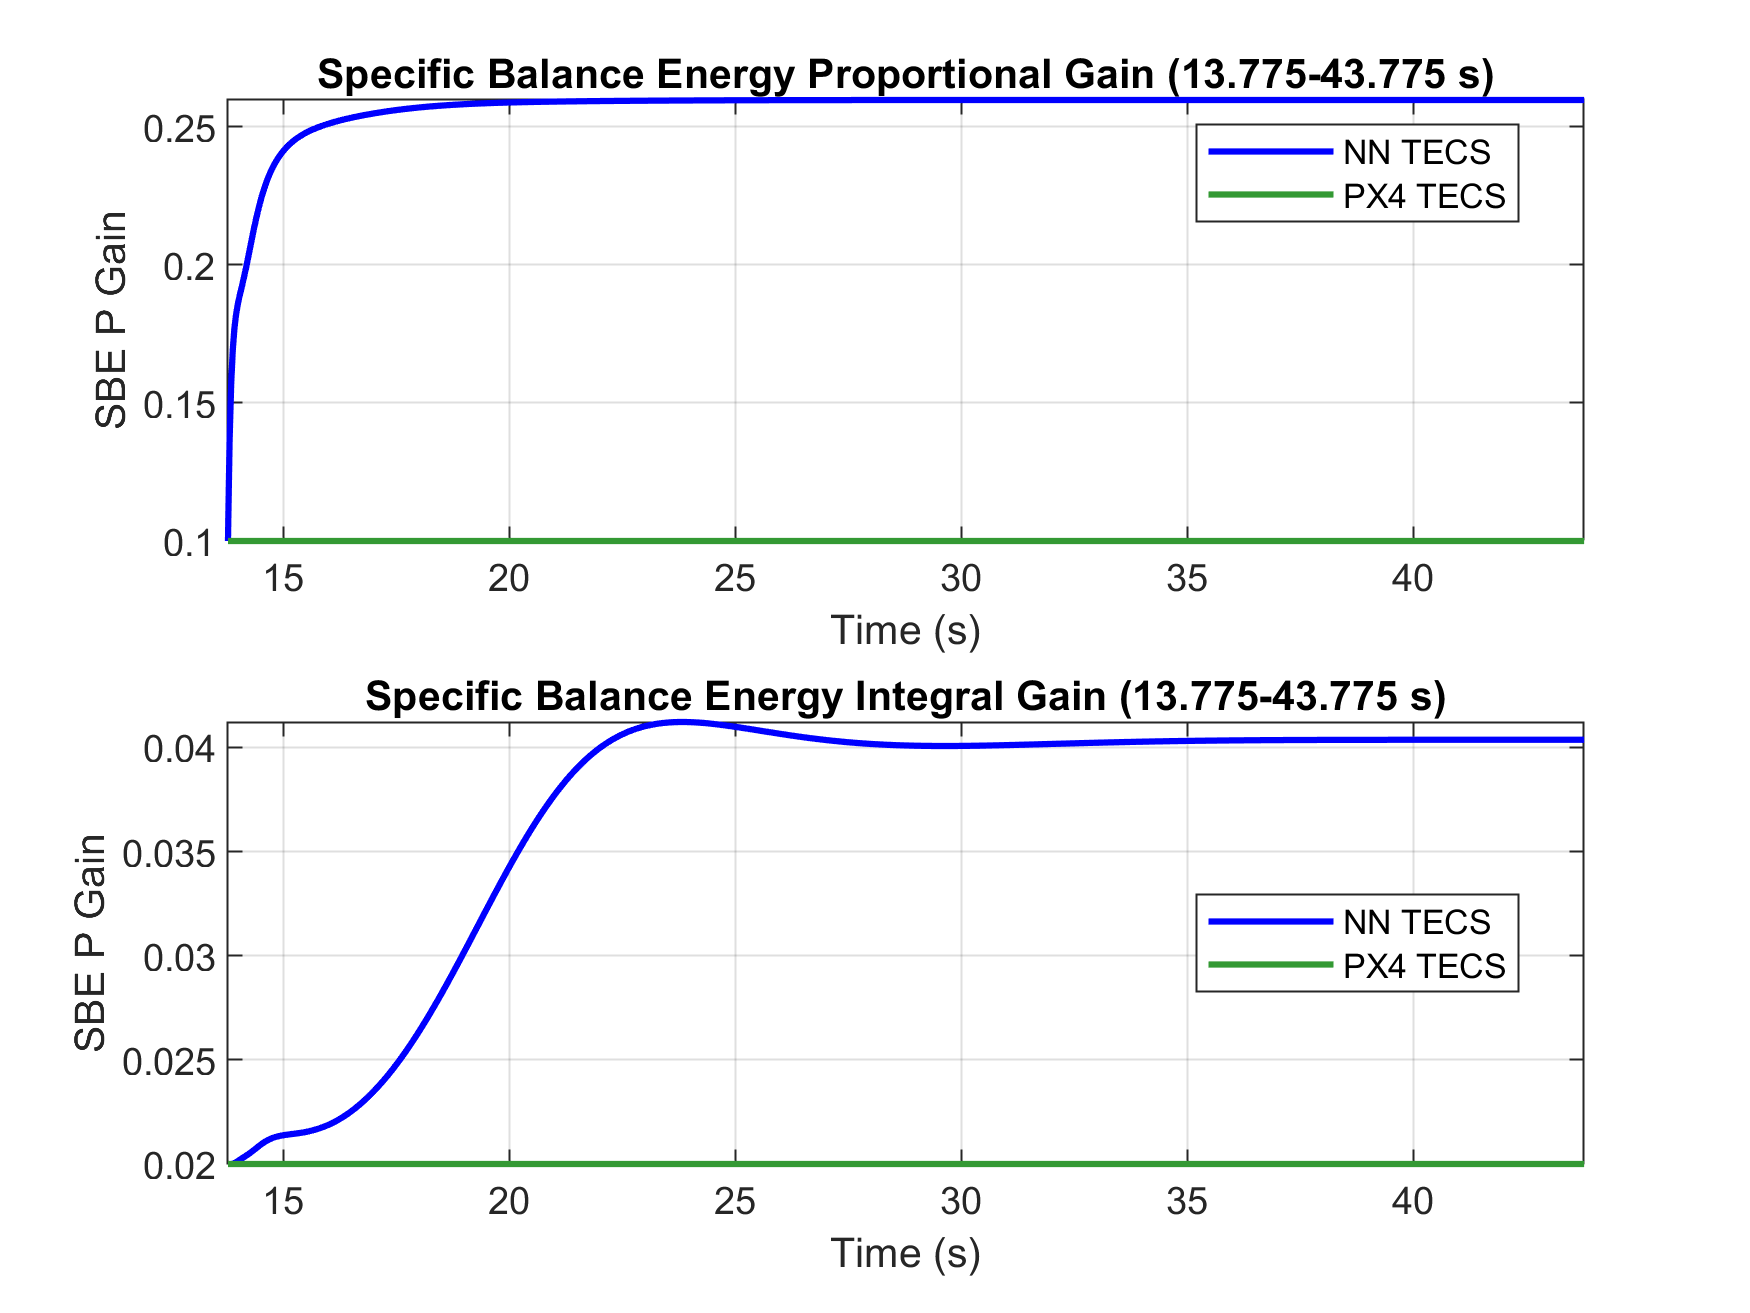 Specific Balance Energy Proportional Gain (13.775-43.775 s)
0.25
0.2
0.15
0.1
SBE P Gain
NN TECS
PX4 TECS
15 20 25 30 35 40
Time (s)
Specific Balance Energy Integral Gain (13.775-43.775 s)
0.04
0.035
0.03
0.025
0.02
SBE P Gain
NN TECS
PX4 TECS
15 20 25 30 35 40
Time (s)